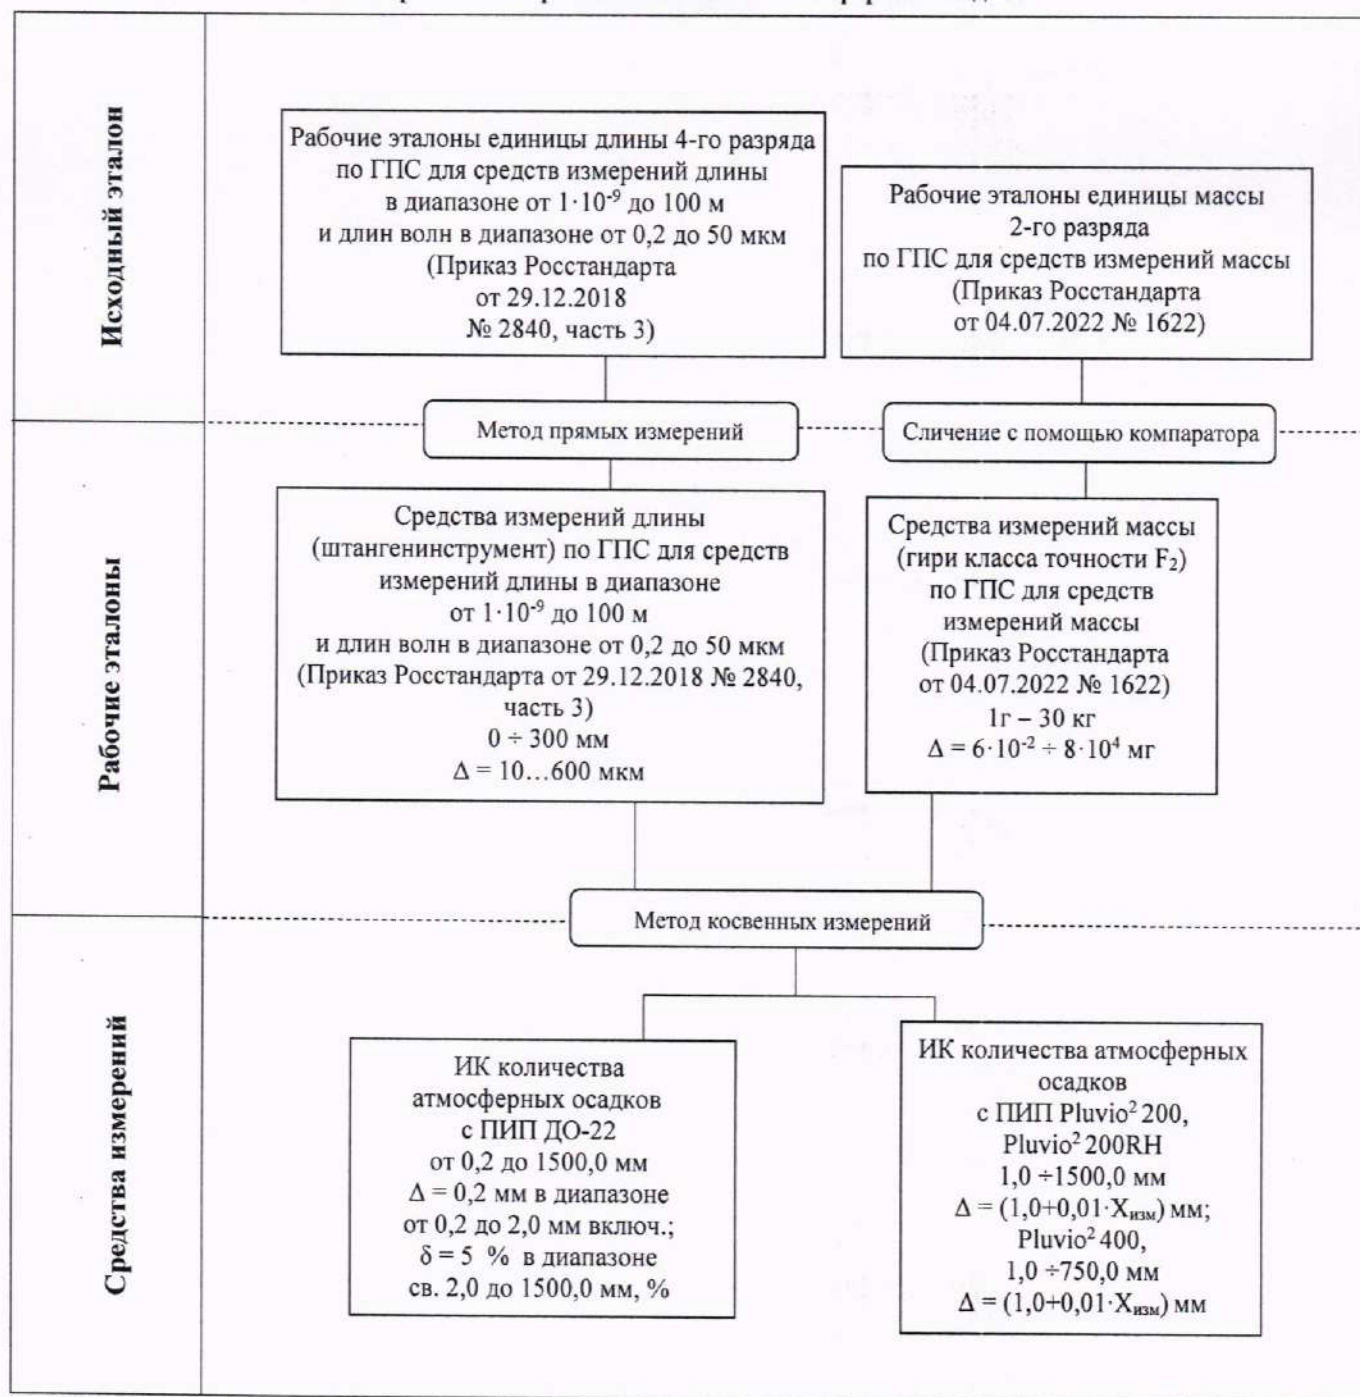 Исходный эталон
Рабочие эталоны единицы длины 4-го разряда
по ГПС для средств измерений длины
в диапазоне от 1·10⁻⁹ до 100 м
и длин волн в диапазоне от 0,2 до 50 мкм
(Приказ Росстандарта
от 29.12.2018
№ 2840, часть 3)
Рабочие эталоны единицы массы
2-го разряда
по ГПС для средств измерений массы
(Приказ Росстандарта
от 04.07.2022 № 1622)
Метод прямых измерений
Сличение с помощью компаратора
Рабочие эталоны
Средства измерений длины
(штангенинструмент) по ГПС для средств
измерений длины в диапазоне
от 1·10⁻⁹ до 100 м
и длин волн в диапазоне от 0,2 до 50 мкм
(Приказ Росстандарта от 29.12.2018 № 2840,
часть 3)
0 ÷ 300 мм
Δ = 10...600 мкм
Средства измерений массы
(гири класса точности F₂)
по ГПС для средств
измерений массы
(Приказ Росстандарта
от 04.07.2022 № 1622)
1г – 30 кг
Δ = 6·10⁻² ÷ 8·10⁴ мг
Метод косвенных измерений
Средства измерений
ИК количества
атмосферных осадков
с ПИП ДО-22
от 0,2 до 1500,0 мм
Δ = 0,2 мм в диапазоне
от 0,2 до 2,0 мм включ.;
δ = 5 % в диапазоне
св. 2,0 до 1500,0 мм, %
ИК количества атмосферных
осадков
с ПИП Pluvio² 200,
Pluvio² 200RH
1,0 ÷1500,0 мм
Δ = (1,0+0,01·Xизм) мм;
Pluvio² 400,
1,0 ÷750,0 мм
Δ = (1,0+0,01·Xизм) мм